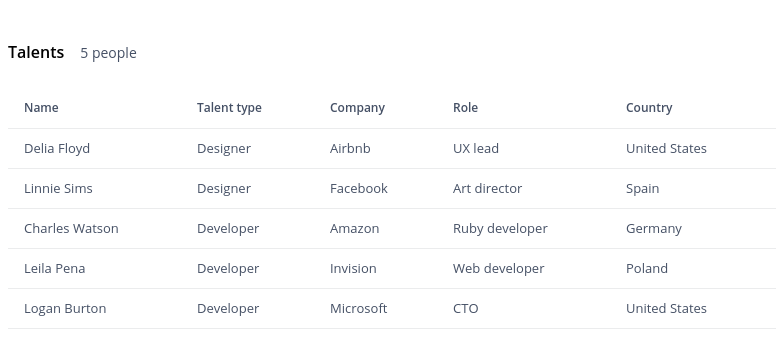 Talents 5 people
Name Talent type Company Role Country
Delia Floyd Designer Airbnb UX lead United States
Linnie Sims Designer Facebook Art director Spain
Charles Watson Developer Amazon Ruby developer Germany
Leila Pena Developer Invision Web developer Poland
Logan Burton Developer Microsoft CTO United States